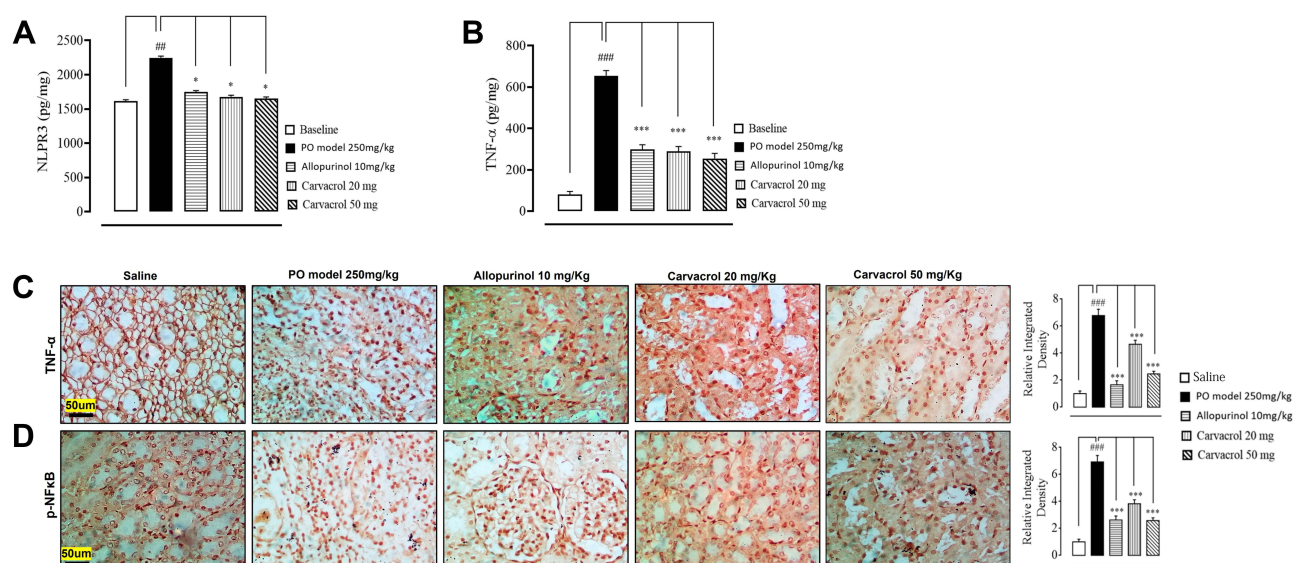 A
NLPR3 (pg/mg)
2500
2000
1500
1000
500
0
##
*
*
*
Baseline
PO model 250mg/kg
Allopurinol 10mg/kg
Carvacrol 20 mg
Carvacrol 50 mg
B
TNF-α (pg/mg)
800
600
400
200
0
###
***
***
***
Baseline
PO model 250mg/kg
Allopurinol 10mg/kg
Carvacrol 20 mg
Carvacrol 50 mg
C
Saline
PO model 250mg/kg
Allopurinol 10 mg/Kg
Carvacrol 20 mg/Kg
Carvacrol 50 mg/Kg
TNF-α
50um
Relative Integrated
Density
8
6
4
2
0
###
***
***
***
Saline
PO model 250mg/kg
Allopurinol 10mg/kg
Carvacrol 20 mg
Carvacrol 50 mg
D
p-NFκB
50um
Relative Integrated
Density
8
6
4
2
0
###
***
***
***